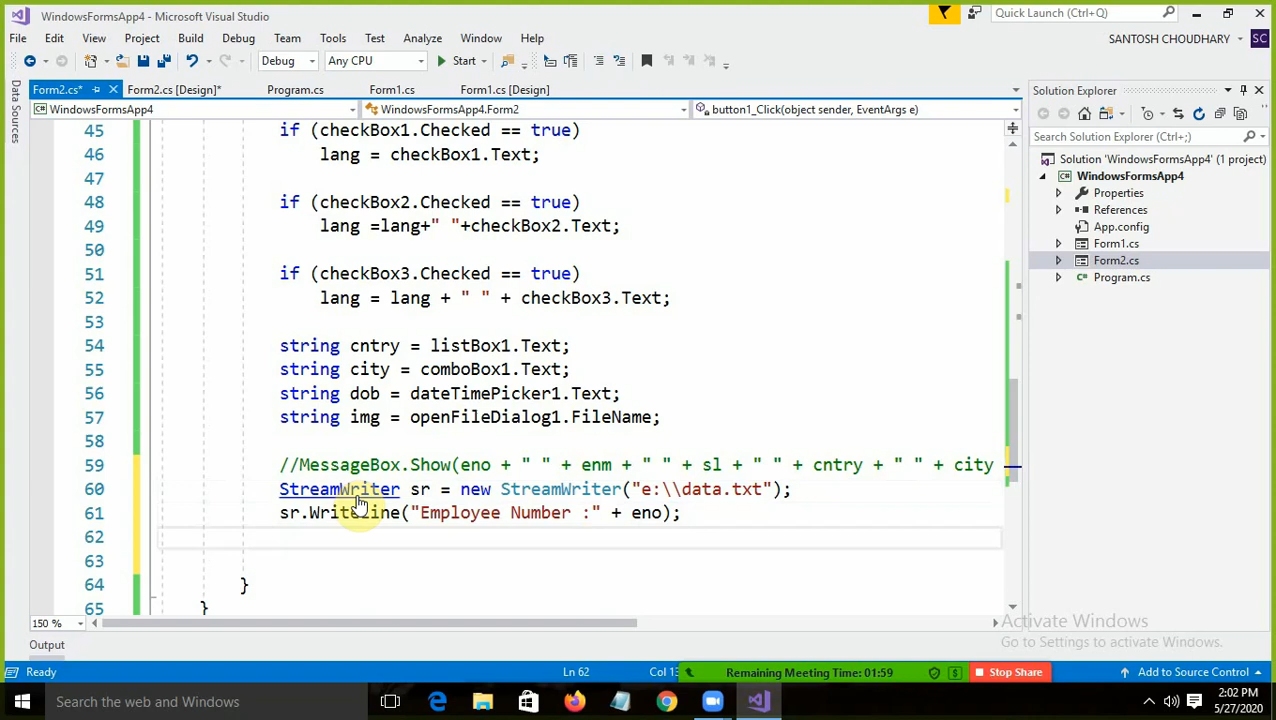 WindowsFormsApp4 - Microsoft Visual Studio
Quick Launch (Ctrl+Q)
File Edit View Project Build Debug Team Tools Test Analyze Window Help
SANTOSH CHOUDHARY SC
Debug Any CPU Start
Form2.cs* Form2.cs [Design]* Program.cs Form1.cs Form1.cs [Design]
Solution Explorer
Data Sources
WindowsFormsApp4 WindowsFormsApp4.Form2 button1_Click(object sender, EventArgs e)
Search Solution Explorer (Ctrl+;)
Solution 'WindowsFormsApp4' (1 project)
WindowsFormsApp4
Properties
References
App.config
Form1.cs
Form2.cs
Program.cs
45 if (checkBox1.Checked == true)
46 lang = checkBox1.Text;
47
48 if (checkBox2.Checked == true)
49 lang =lang+" "+checkBox2.Text;
50
51 if (checkBox3.Checked == true)
52 lang = lang + " " + checkBox3.Text;
53
54 string cntry = listBox1.Text;
55 string city = comboBox1.Text;
56 string dob = dateTimePicker1.Text;
57 string img = openFileDialog1.FileName;
58
59 //MessageBox.Show(eno + " " + enm + " " + sl + " " + cntry + " " + city
60 StreamWriter sr = new StreamWriter("e:\\data.txt");
61 sr.WriteLine("Employee Number :" + eno);
62
63
64 }
65 }
150 %
Activate Windows
Go to Settings to activate Windows.
Output
Ready Ln 62 Col 13 Remaining Meeting Time: 01:59 Stop Share Add to Source Control
Search the web and Windows
2:02 PM
5/27/2020